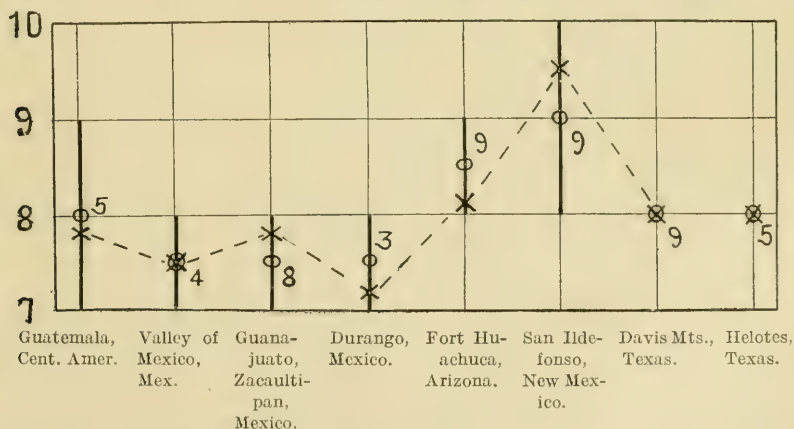 10
9
8
7
5
4
8
3
9
9
9
5
Guatemala,
Cent. Amer.
Valley of
Mexico,
Mex.
Guana-
juato,
Zacaulti-
pan,
Mexico.
Durango,
Mexico.
Fort Hu-
achuca,
Arizona.
San Ilde-
fonso,
New Mex-
ico.
Davis Mts.,
Texas.
Helotes,
Texas.